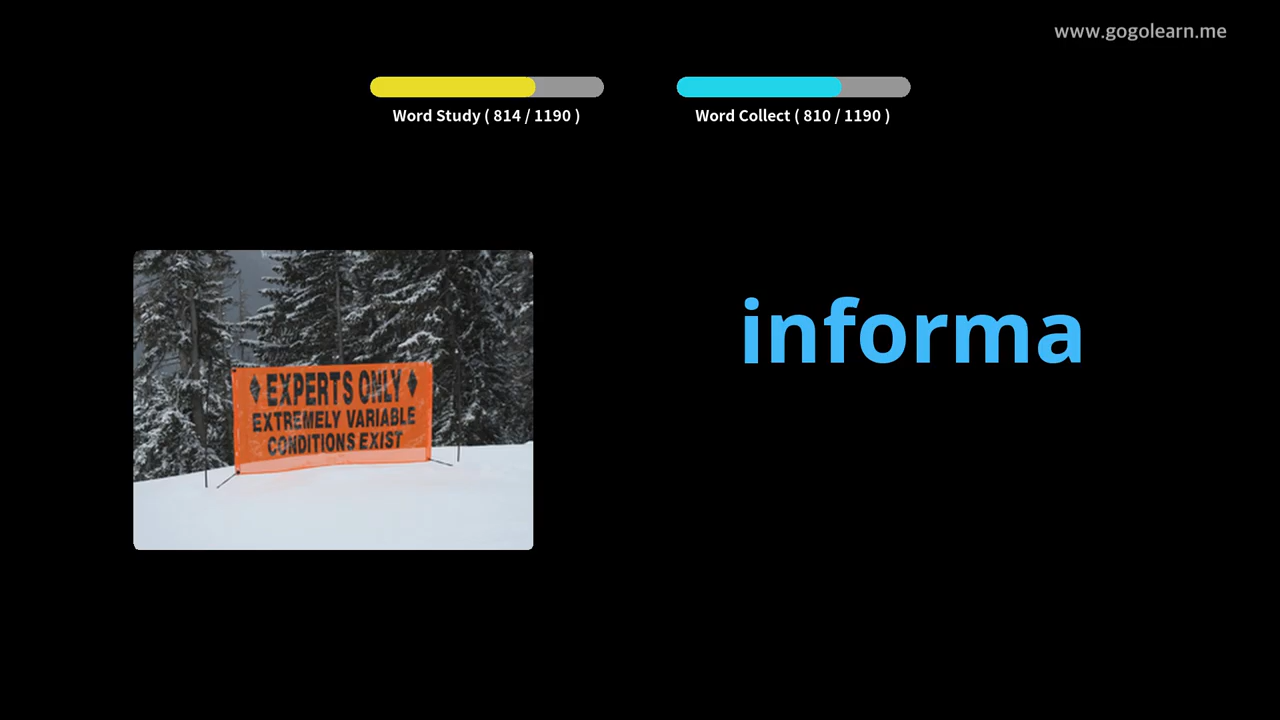 www.gogolearn.me
Word Study ( 814 / 1190 )
Word Collect ( 810 / 1190 )
EXPERTS ONLY
EXTREMELY VARIABLE
CONDITIONS EXIST
informa